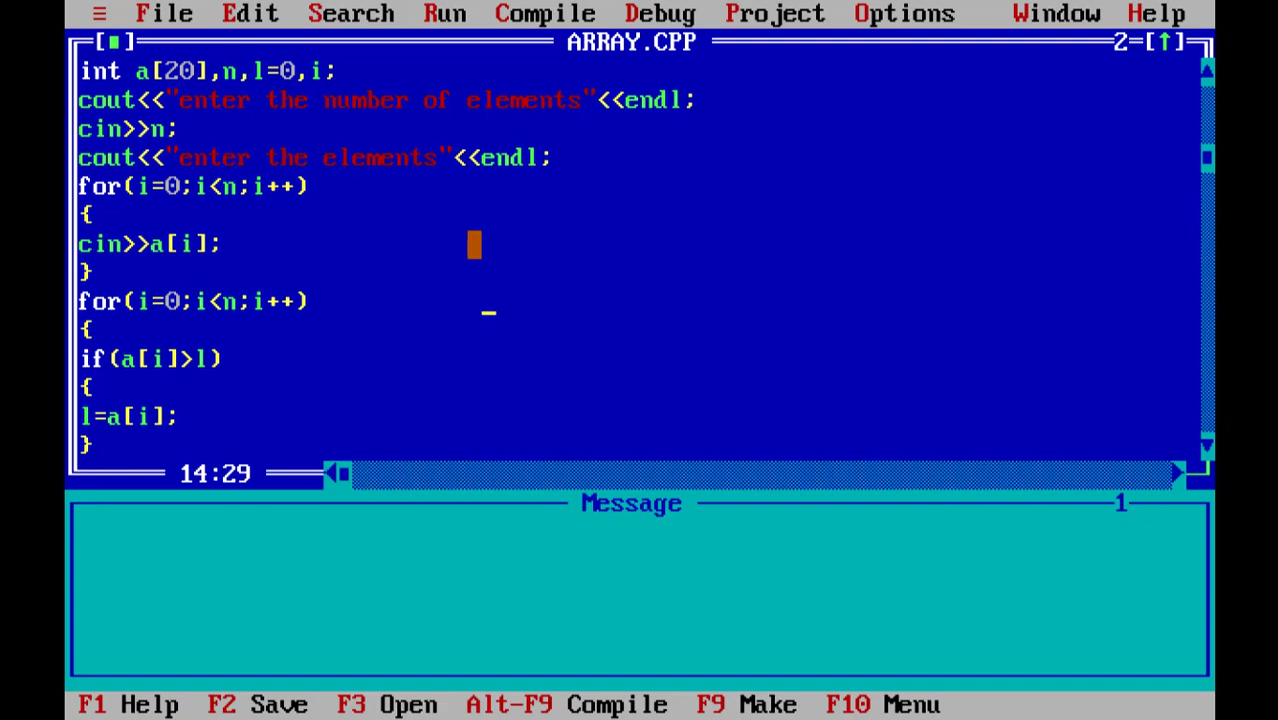 ≡ File Edit Search Run Compile Debug Project Options Window Help
[■] ARRAY.CPP 2=[↑]
int a[20],n,l=0,i;
cout<<"enter the number of elements"<<endl;
cin>>n;
cout<<"enter the elements"<<endl;
for(i=0;i<n;i++)
{
cin>>a[i];
}
for(i=0;i<n;i++)
{
if(a[i]>l)
{
l=a[i];
}
14:29
Message 1
F1 Help F2 Save F3 Open Alt-F9 Compile F9 Make F10 Menu